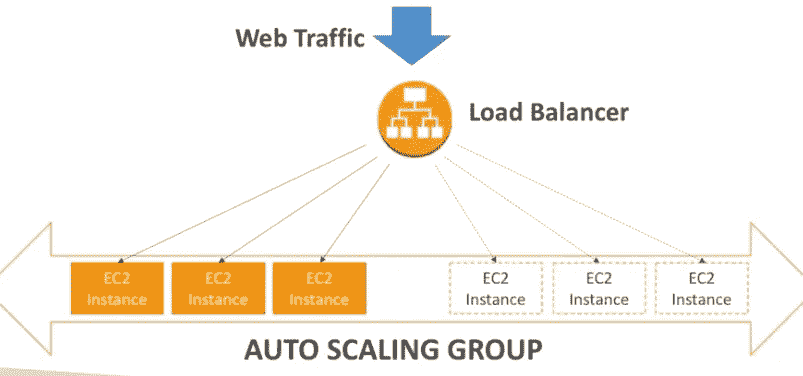 Web Traffic
Load Balancer
EC2
Instance
EC2
Instance
EC2
Instance
EC2
Instance
EC2
Instance
EC2
Instance
AUTO SCALING GROUP